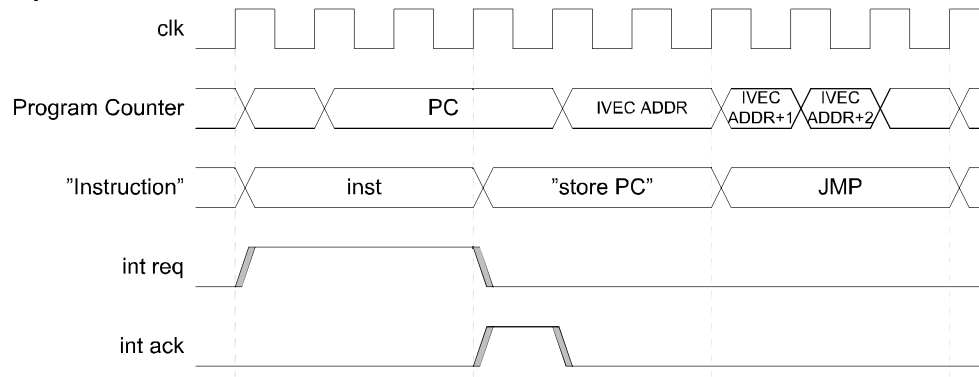 clk
Program Counter
PC
IVEC ADDR
IVEC
ADDR+1
IVEC
ADDR+2
”Instruction”
inst
”store PC”
JMP
int req
int ack